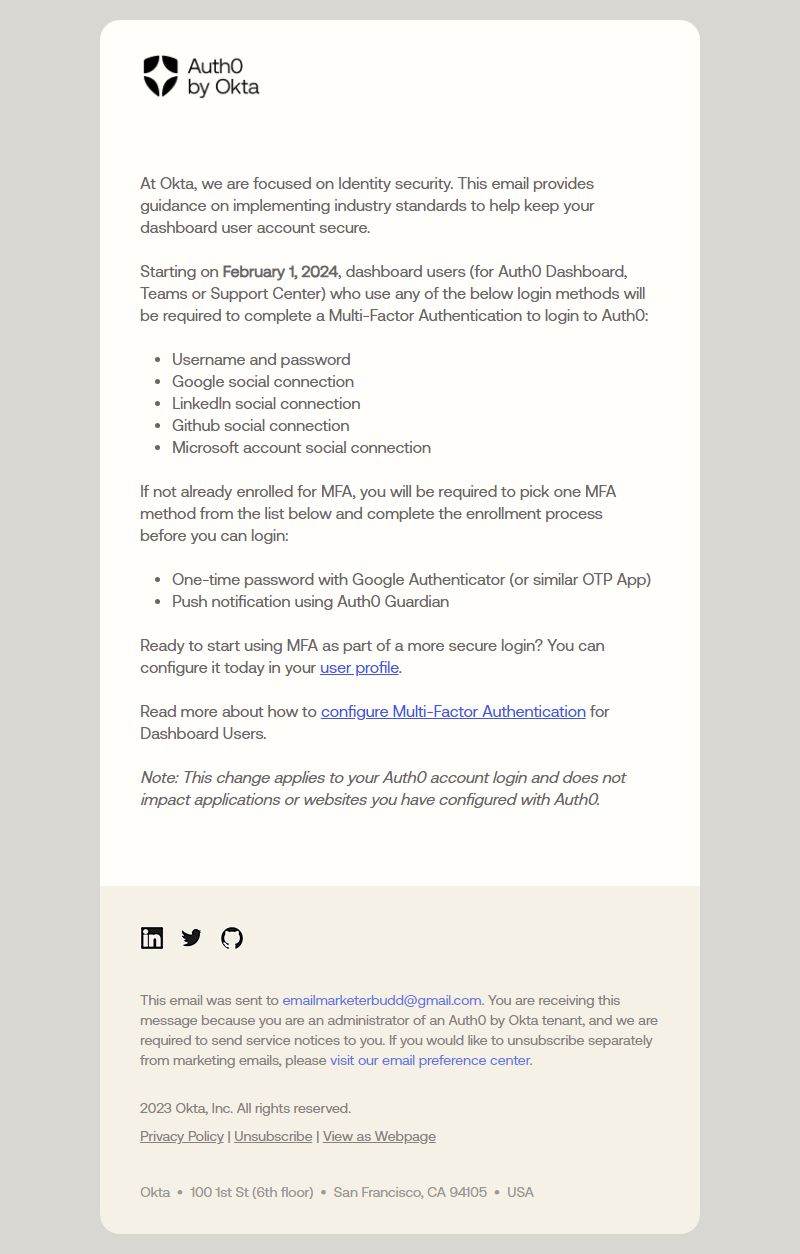 Auth0
by Okta
At Okta, we are focused on Identity security. This email provides
guidance on implementing industry standards to help keep your
dashboard user account secure.
Starting on February 1, 2024, dashboard users (for Auth0 Dashboard,
Teams or Support Center) who use any of the below login methods will
be required to complete a Multi-Factor Authentication to login to Auth0:
• Username and password
• Google social connection
• LinkedIn social connection
• Github social connection
• Microsoft account social connection
If not already enrolled for MFA, you will be required to pick one MFA
method from the list below and complete the enrollment process
before you can login:
• One-time password with Google Authenticator (or similar OTP App)
• Push notification using Auth0 Guardian
Ready to start using MFA as part of a more secure login? You can
configure it today in your user profile.
Read more about how to configure Multi-Factor Authentication for
Dashboard Users.
Note: This change applies to your Auth0 account login and does not
impact applications or websites you have configured with Auth0.
in
This email was sent to emailmarketerbudd@gmail.com. You are receiving this
message because you are an administrator of an Auth0 by Okta tenant, and we are
required to send service notices to you. If you would like to unsubscribe separately
from marketing emails, please visit our email preference center.
2023 Okta, Inc. All rights reserved.
Privacy Policy | Unsubscribe | View as Webpage
Okta • 100 1st St (6th floor) • San Francisco, CA 94105 • USA